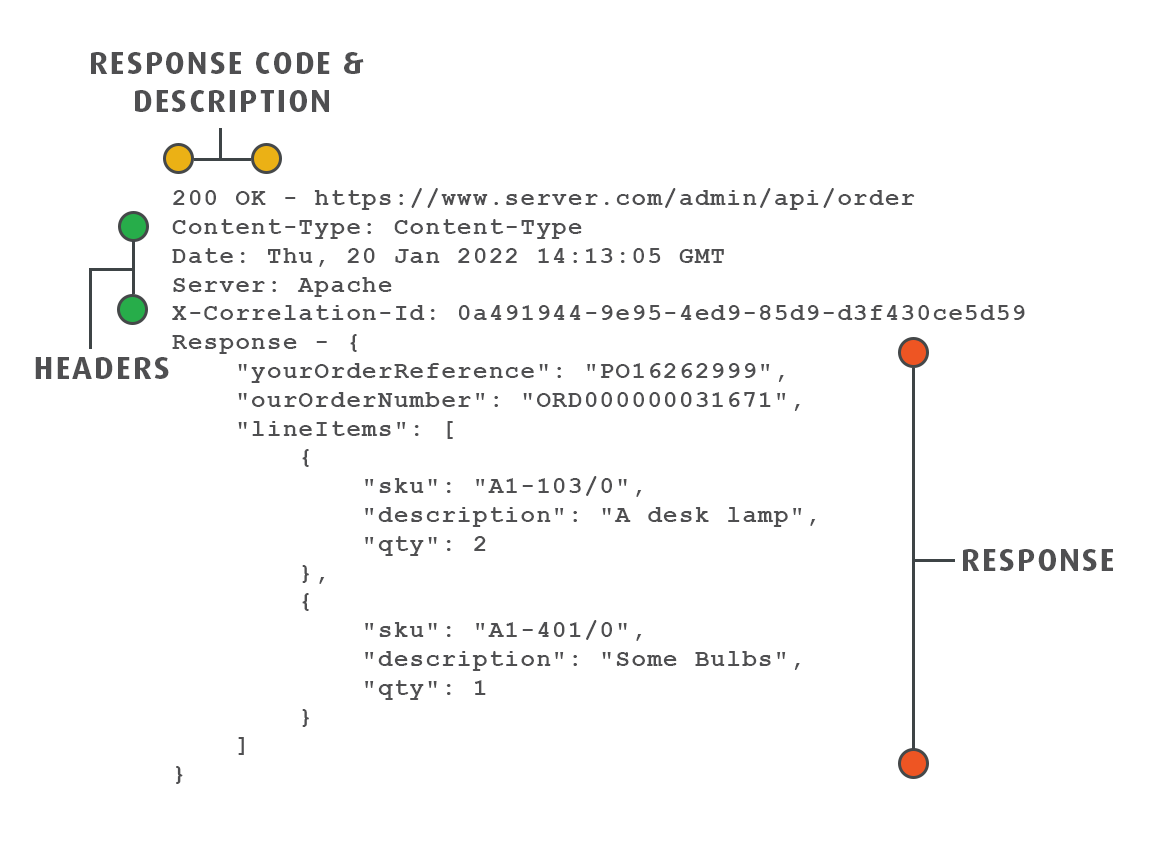 RESPONSE CODE &
DESCRIPTION
200 OK - https://www.server.com/admin/api/order
Content-Type: Content-Type
Date: Thu, 20 Jan 2022 14:13:05 GMT
Server: Apache
X-Correlation-Id: 0a491944-9e95-4ed9-85d9-d3f430ce5d59
HEADERS
Response - {
    "yourOrderReference": "PO16262999",
    "ourOrderNumber": "ORD000000031671",
    "lineItems": [
        {
            "sku": "A1-103/0",
            "description": "A desk lamp",
            "qty": 2
        },
        {
            "sku": "A1-401/0",
            "description": "Some Bulbs",
            "qty": 1
        }
    ]
}
RESPONSE